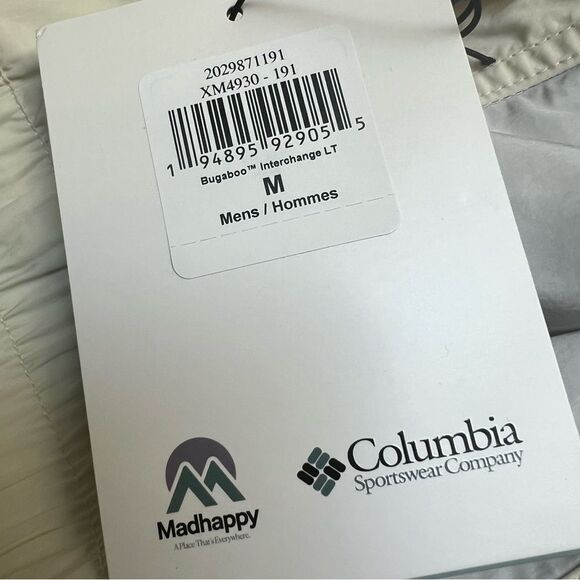 2029871191
XM4930 - 191
1 94895 92905 5
Bugaboo™ Interchange LT
M
Mens / Hommes
Columbia
Sportswear Company
Madhappy
A Place That's Everywhere.